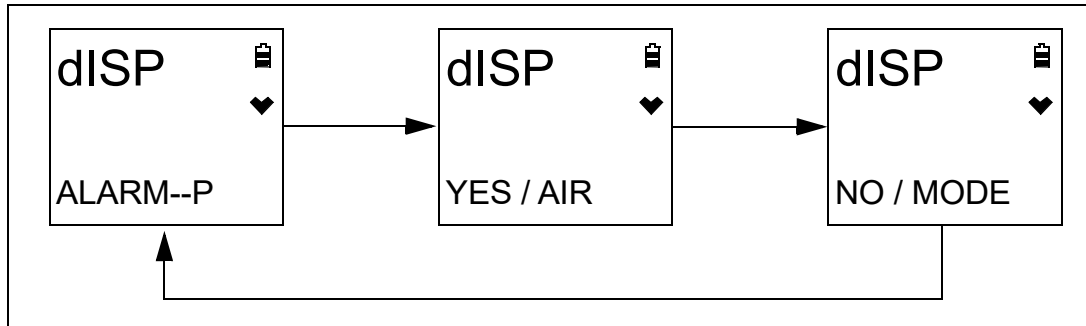 dISP
ALARM--P
dISP
YES / AIR
dISP
NO / MODE